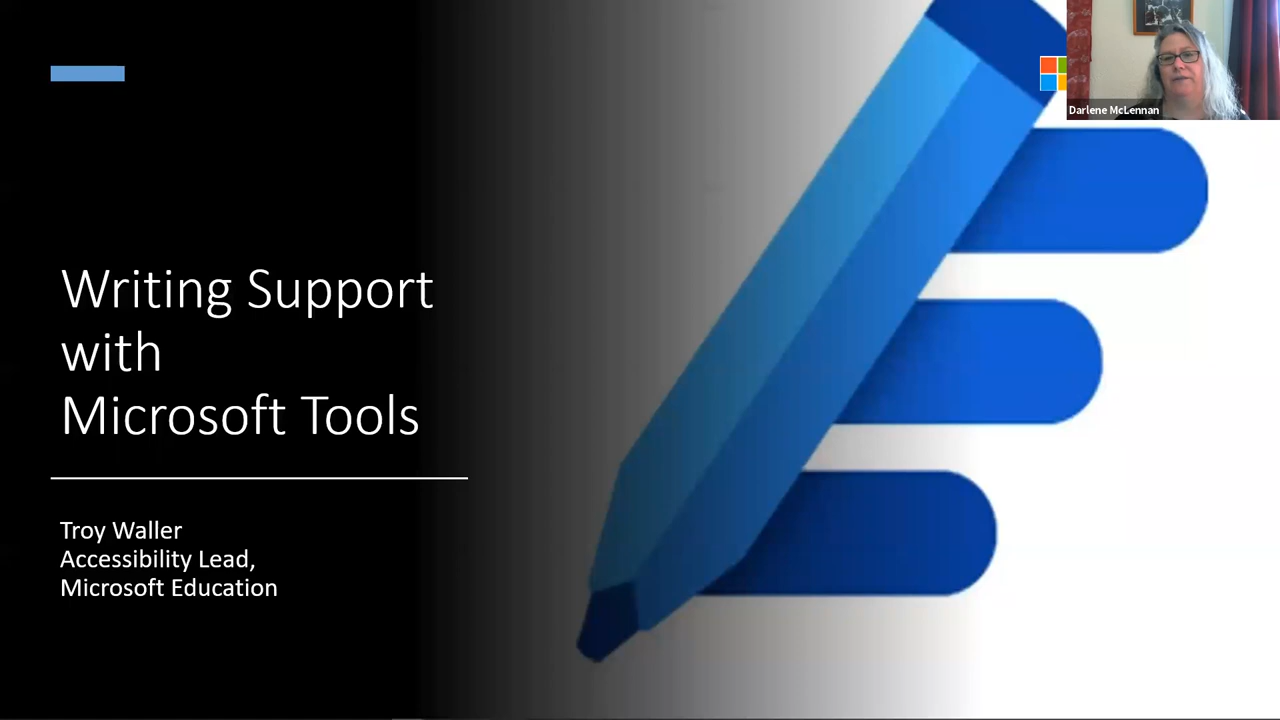 Writing Support
with
Microsoft Tools
Troy Waller
Accessibility Lead,
Microsoft Education
Darlene McLennan